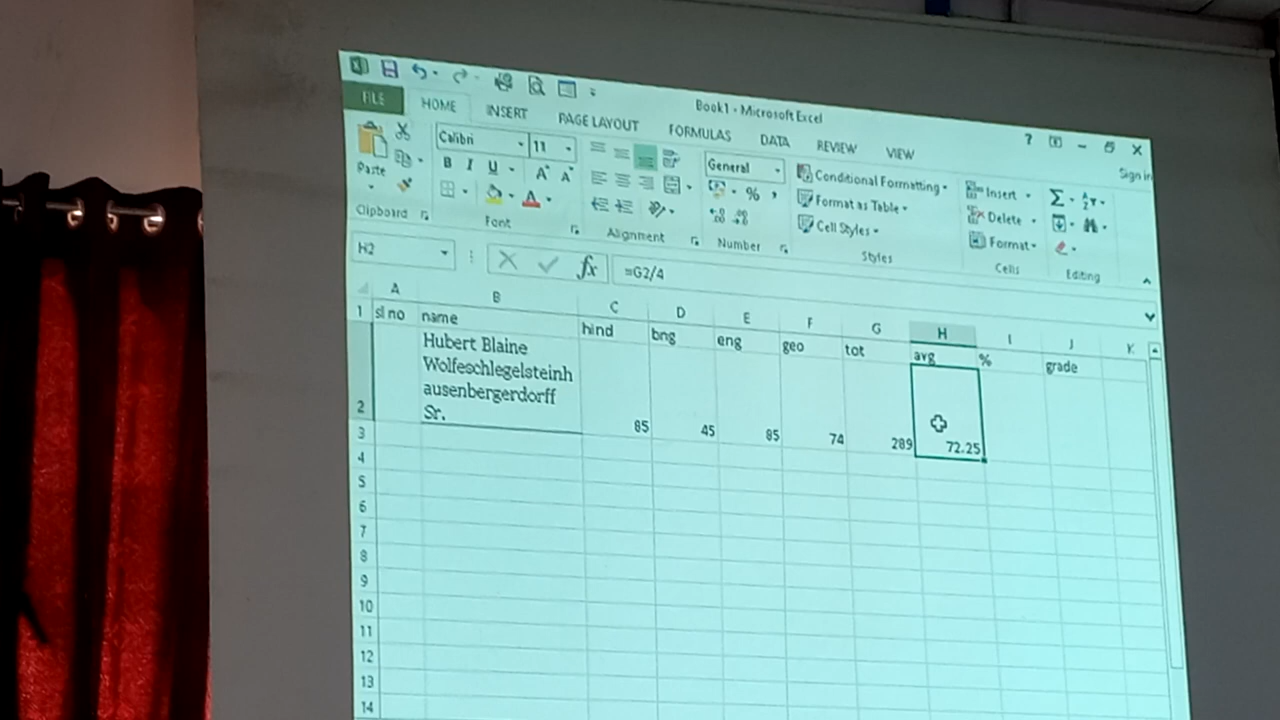 Book1 - Microsoft Excel
?
FILE HOME INSERT PAGE LAYOUT FORMULAS DATA REVIEW VIEW
Sign in
Paste
Calibri 11
B I U A A
General
% ,
Conditional Formatting
Format as Table
Cell Styles
Insert
Delete
Format
Clipboard Font Alignment Number Styles Cells Editing
H2 fx =G2/4
A B C D E F G H I J K
1 sl no name hind bng eng geo tot avg % grade
Hubert Blaine
Wolfeschlegelsteinh
ausenbergerdorff
2 Sr. 85 45 85 74 289 72.25
3
4
5
6
7
8
9
10
11
12
13
14